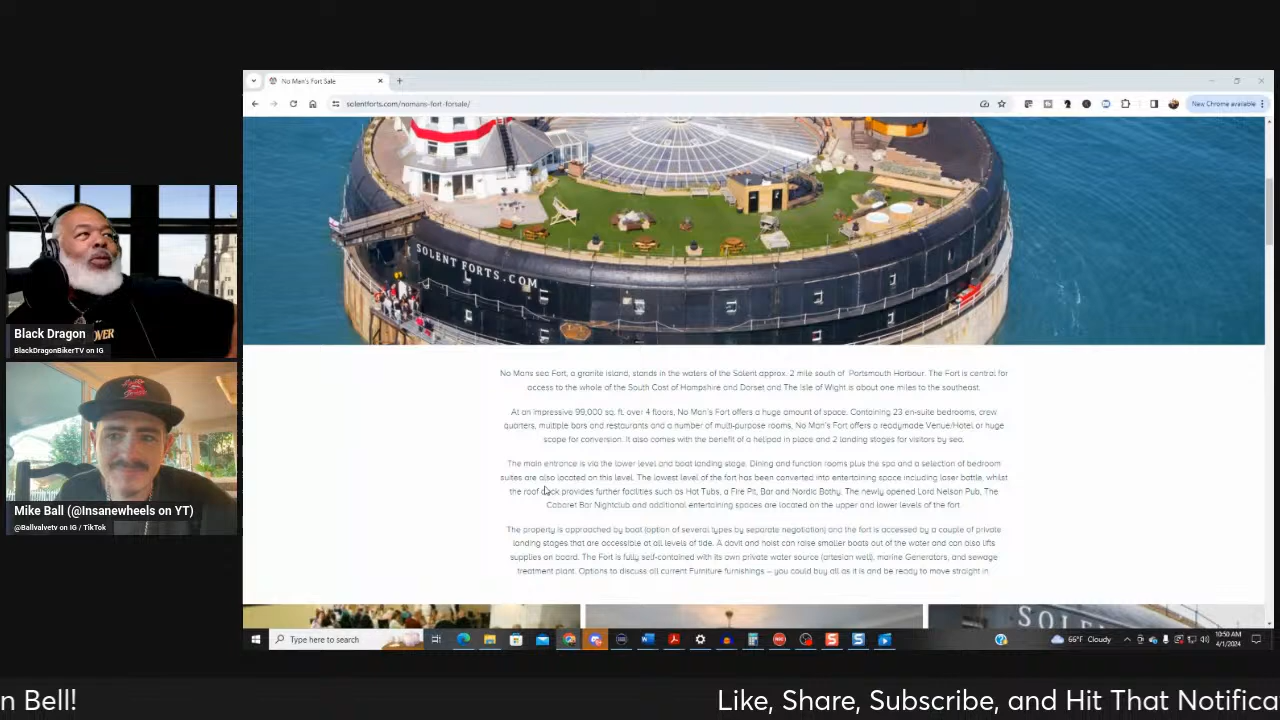 No Man's Fort Sale
solentforts.com/nomans-fort-forsale/
New Chrome available
SOLENT FORTS.COM
Black Dragon
BlackDragonBikerTV on IG
OVER
Mike Ball (@Insanewheels on YT)
@Ballvalvetv on IG / TikTok
No Mans sea Fort, a granite island, stands in the waters of the Solent approx. 2 mile south of Portsmouth Harbour. The Fort is central for
access to the whole of the South Cost of Hampshire and Dorset and The Isle of Wight is about one miles to the southeast.
At an impressive 99,000 sq. ft. over 4 floors, No Man's Fort offers a huge amount of space. Containing 23 en-suite bedrooms, crew
quarters, multiple bars and restaurants and a number of multi-purpose rooms, No Man's Fort offers a readymade Venue/Hotel or huge
scope for conversion. It also comes with the benefit of a helipad in place and 2 landing stages for visitors by sea.
The main entrance is via the lower level and boat landing stage. Dining and function rooms plus the spa and a selection of bedroom
suites are also located on this level. The lowest level of the fort has been converted into entertaining space including laser battle, whilst
the roof deck provides further facilities such as Hot Tubs, a Fire Pit, Bar and Nordic Bathy. The newly opened Lord Nelson Pub, The
Cabaret Bar Nightclub and additional entertaining spaces are located on the upper and lower levels of the fort.
The property is approached by boat (option of several types by separate negotiation) and the fort is accessed by a couple of private
landing stages that are accessible at all levels of tide. A davit and hoist can raise smaller boats out of the water and can also lifts
supplies on board. The Fort is fully self-contained with its own private water source (artesian well), marine Generators, and sewage
treatment plant. Options to discuss all current Furniture furnishings – you could buy all as it is and be ready to move straight in
SOLE
Type here to search
66°F Cloudy
10:50 AM
4/1/2024
n Bell!
Like, Share, Subscribe, and Hit That Notifica